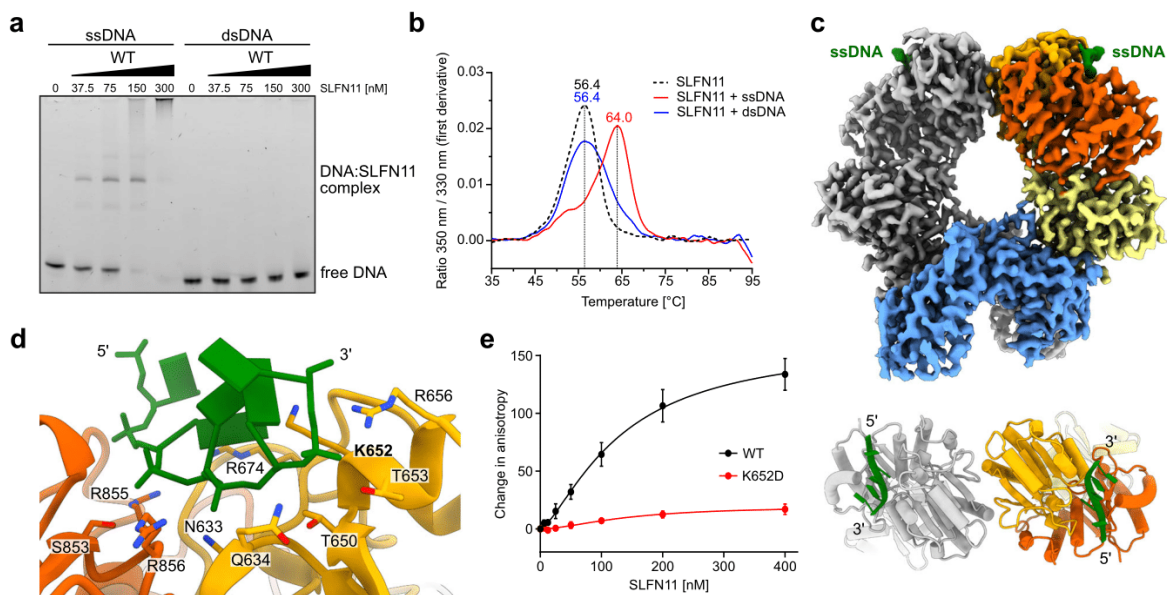 a
ssDNA dsDNA
WT WT
0 37.5 75 150 300 0 37.5 75 150 300 SLFN11 [nM]
DNA:SLFN11
complex
free DNA
b
Ratio 350 nm / 330 nm (first derivative)
0.03
0.02
0.01
0.00
35 45 55 65 75 85 95
Temperature [°C]
56.4
56.4
64.0
SLFN11
SLFN11 + ssDNA
SLFN11 + dsDNA
c
ssDNA ssDNA
5'
3'
3'
5'
d
5' 3'
R656
K652
R674
T653
R855
N633
T650
S853
Q634
R856
e
Change in anisotropy
150
100
50
0
0 100 200 300 400
SLFN11 [nM]
WT
K652D